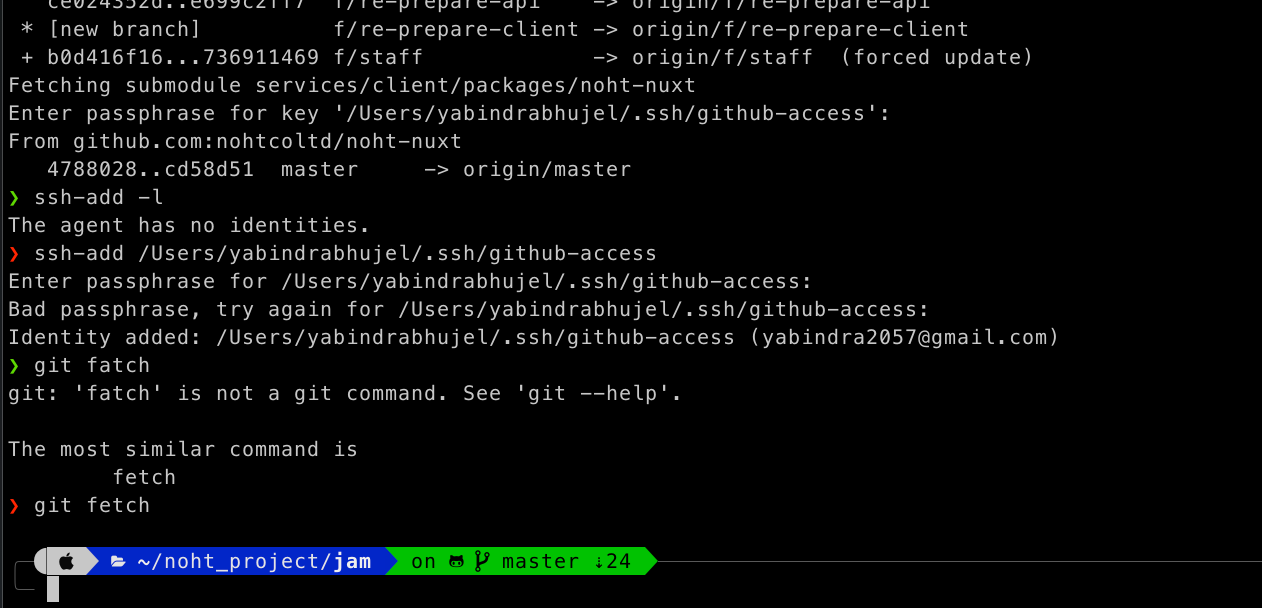 ce024352d..e699c2ff7  f/re-prepare-api    -> origin/f/re-prepare-api
* [new branch]          f/re-prepare-client -> origin/f/re-prepare-client
+ b0d416f16...736911469 f/staff             -> origin/f/staff  (forced update)
Fetching submodule services/client/packages/noht-nuxt
Enter passphrase for key '/Users/yabindrabhujel/.ssh/github-access':
From github.com:nohtcoltd/noht-nuxt
4788028..cd58d51  master     -> origin/master
❯ ssh-add -l
The agent has no identities.
❯ ssh-add /Users/yabindrabhujel/.ssh/github-access
Enter passphrase for /Users/yabindrabhujel/.ssh/github-access:
Bad passphrase, try again for /Users/yabindrabhujel/.ssh/github-access:
Identity added: /Users/yabindrabhujel/.ssh/github-access (yabindra2057@gmail.com)
❯ git fatch
git: 'fatch' is not a git command. See 'git --help'.
The most similar command is
fetch
❯ git fetch
~/noht_project/jam on master ⇣24